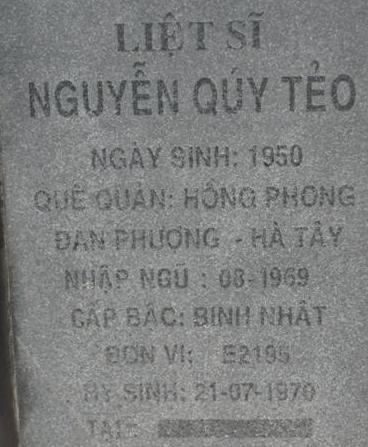 LIỆT SĨ
NGUYỄN QÚY TẺO
NGÀY SINH: 1950
QUÊ QUÁN: HỒNG PHONG
ĐAN PHƯỢNG - HÀ TÂY
NHẬP NGŨ : 08-1969
CẤP BẬC: BINH NHẤT
ĐƠN VỊ: E2195
HY SINH: 21-07-1970
TẠI: